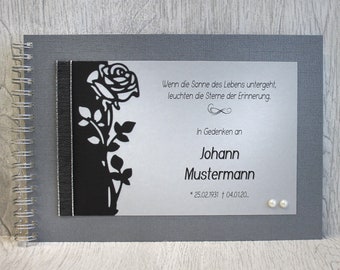 Wenn die Sonne des Lebens untergeht,
leuchten die Sterne der Erinnerung.
In Gedenken an
Johann
Mustermann
* 25.02.1931 † 04.01.20...